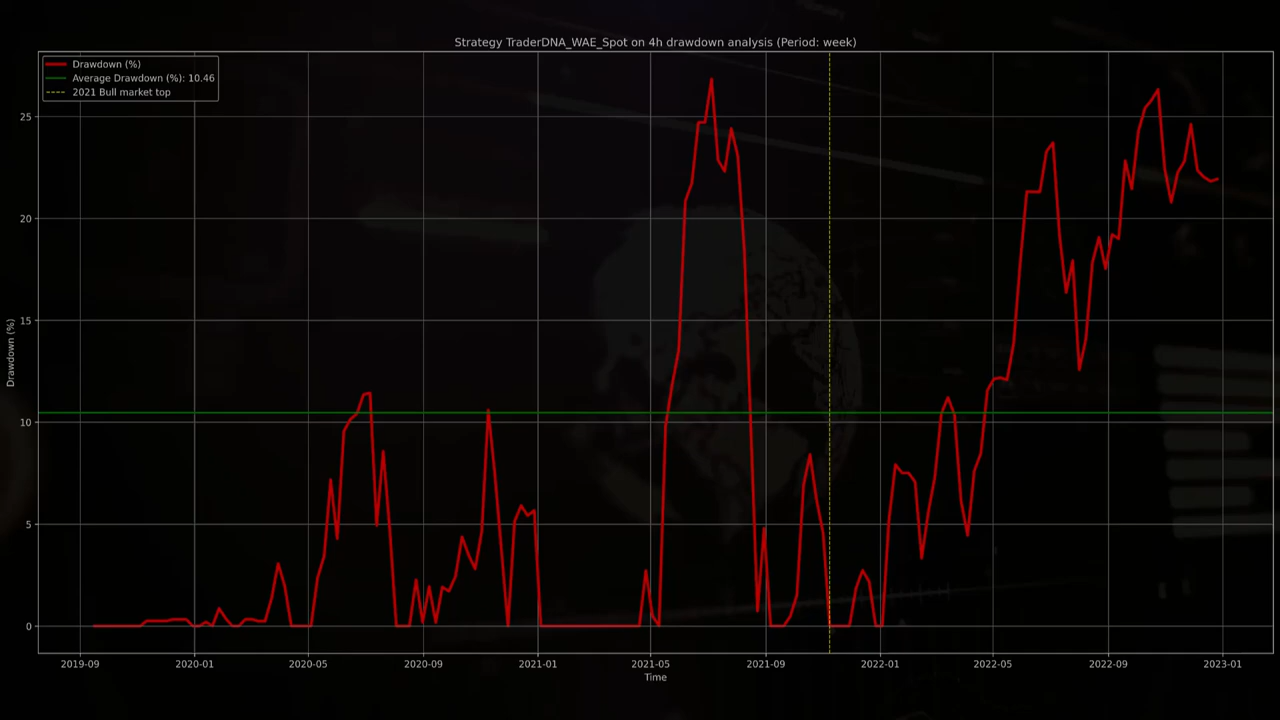 Strategy TraderDNA_WAE_Spot on 4h drawdown analysis (Period: week)
Drawdown (%)
Average Drawdown (%): 10.46
2021 Bull market top
25
20
15
10
5
0
Drawdown (%)
2019-09
2020-01
2020-05
2020-09
2021-01
2021-05
2021-09
2022-01
2022-05
2022-09
2023-01
Time